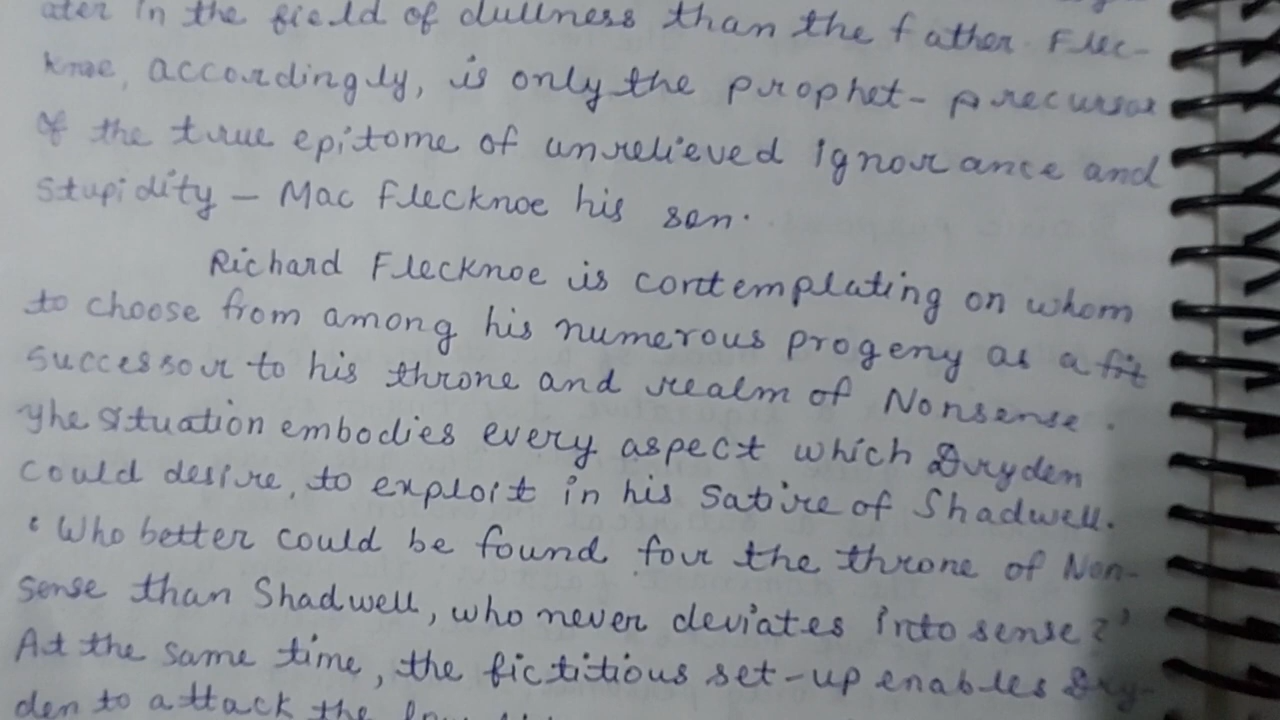 ater in the field of dullness than the father. Flec-
knoe, accordingly, is only the prophet - precursor
of the true epitome of unrelieved ignorance and
stupidity - Mac Flecknoe his son.
Richard Flecknoe is contemplating on whom
to choose from among his numerous progeny as a fit
successor to his throne and realm of Nonsense.
The situation embodies every aspect which Dryden
could desire, to exploit in his satire of Shadwell.
'Who better could be found for the throne of Non-
sense than Shadwell, who never deviates into sense?'
At the same time, the fictitious set-up enables Dry-
den to attack the